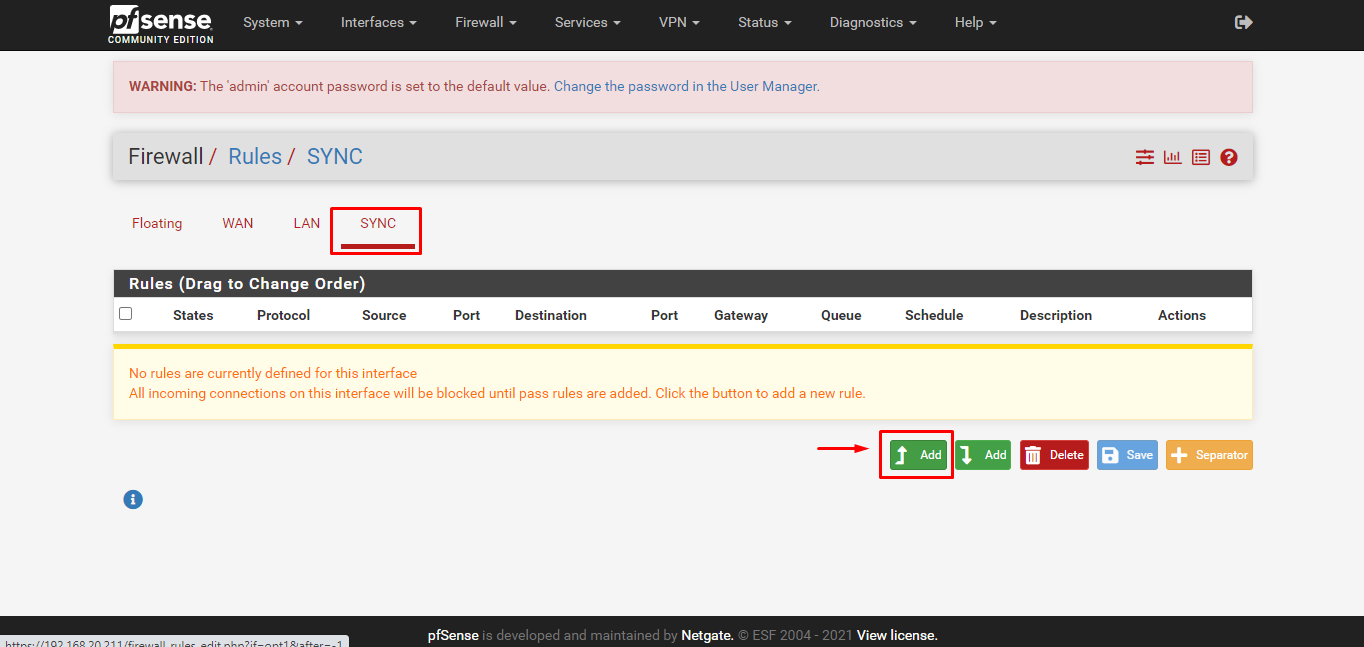 pfsense
COMMUNITY EDITION
System Interfaces Firewall Services VPN Status Diagnostics Help
WARNING: The 'admin' account password is set to the default value. Change the password in the User Manager.
Firewall / Rules / SYNC
Floating WAN LAN SYNC
Rules (Drag to Change Order)
States Protocol Source Port Destination Port Gateway Queue Schedule Description Actions
No rules are currently defined for this interface
All incoming connections on this interface will be blocked until pass rules are added. Click the button to add a new rule.
Add Add Delete Save Separator
pfSense is developed and maintained by Netgate. © ESF 2004 - 2021 View license.
https://192.168.20.211/firewall_rules_edit.php?if=opt1&after=-1